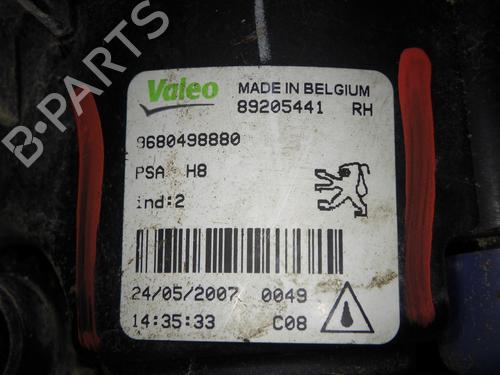 Valeo
MADE IN BELGIUM
89205441 RH
9680498880
PSA H8
ind:2
24/05/2007 0049
14:35:33 C08